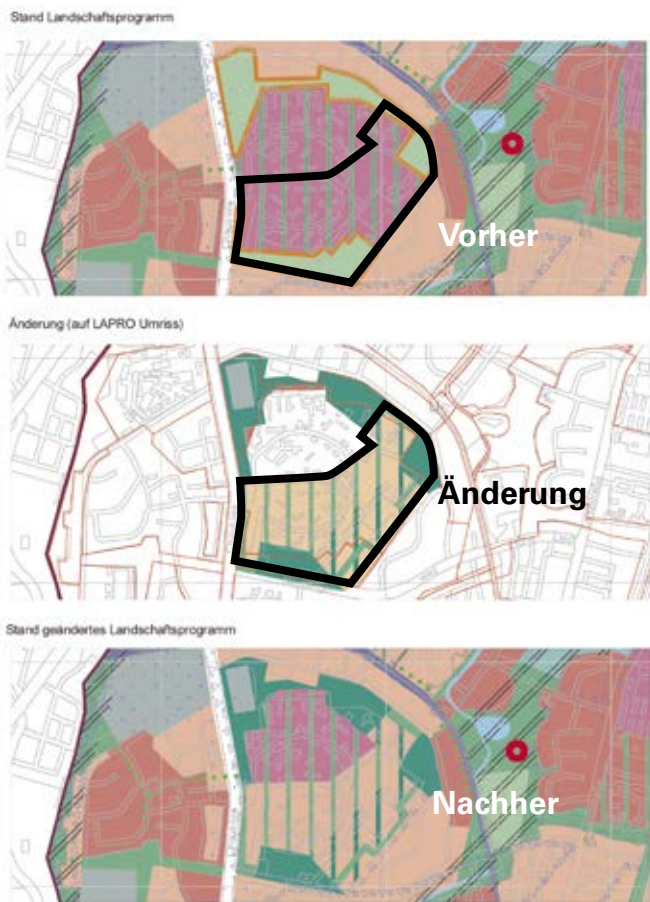 Stand Landschaftsprogramm
Vorher
Änderung (auf LAPRO Umriss)
Änderung
Stand geändertes Landschaftsprogramm
Nachher